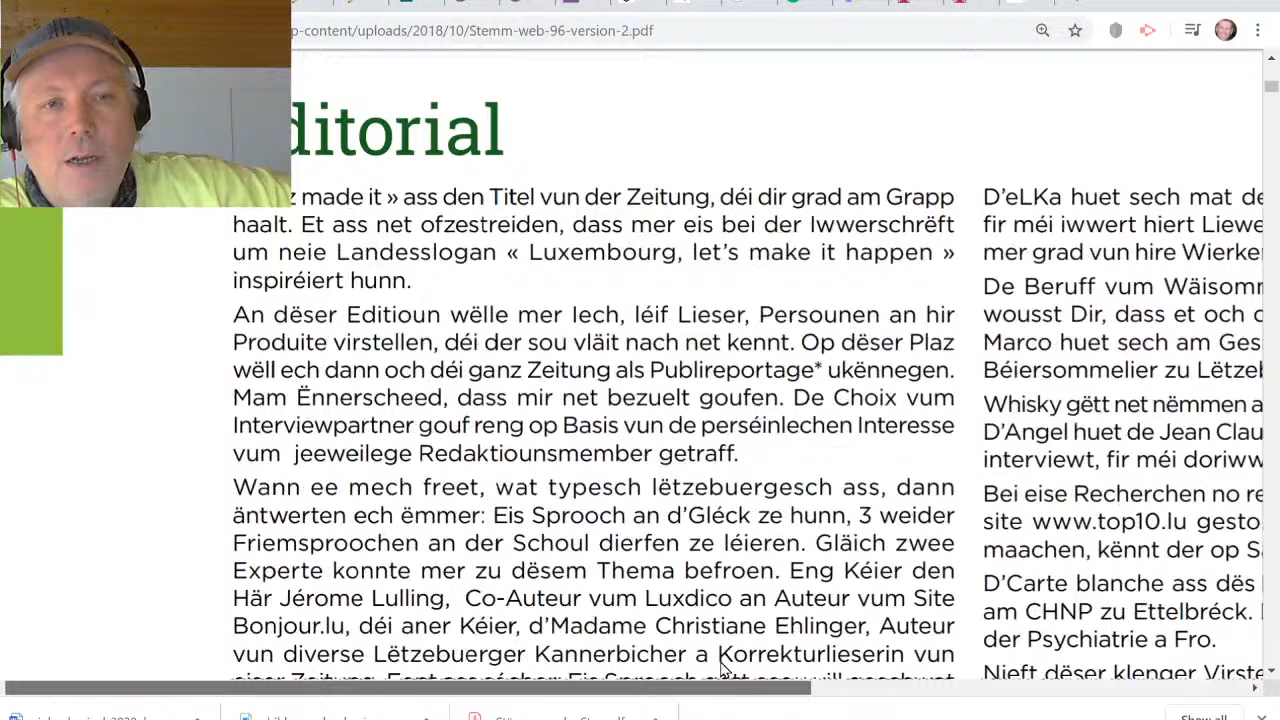 p-content/uploads/2018/10/Stemm-web-96-version-2.pdf
ditorial
made it » ass den Titel vun der Zeitung, déi dir grad am Grapp
haalt. Et ass net ofzestreiden, dass mer eis bei der Iwwerschrëft
um neie Landesslogan « Luxembourg, let's make it happen »
inspiréiert hunn.
An dëser Editioun wëlle mer Iech, léif Lieser, Persounen an hir
Produite virstellen, déi der sou vläit nach net kennt. Op dëser Plaz
wëll ech dann och déi ganz Zeitung als Publireportage* ukënnegen.
Mam Ënnerscheed, dass mir net bezuelt goufen. De Choix vum
Interviewpartner gouf reng op Basis vun de perséinlechen Interesse
vum jeeweilege Redaktiounsmember getraff.
Wann ee mech freet, wat typesch lëtzebuergesch ass, dann
äntwerten ech ëmmer: Eis Sprooch an d'Gléck ze hunn, 3 weider
Friemsproochen an der Schoul dierfen ze léieren. Gläich zwee
Experte konnte mer zu dësem Thema befroen. Eng Kéier den
Här Jérome Lulling, Co-Auteur vum Luxdico an Auteur vum Site
Bonjour.lu, déi aner Kéier, d'Madame Christiane Ehlinger, Auteur
vun diverse Lëtzebuerger Kannerbicher a Korrekturlieserin vun
D'eLKa huet sech mat de
fir méi iwwert hiert Liewe
mer grad vun hire Wierker
De Beruff vum Wäisomm
wousst Dir, dass et och
Marco huet sech am Ges
Béiersommelier zu Lëtzeb
Whisky gëtt net nëmmen a
D'Angel huet de Jean Clau
interviewt, fir méi doriww
Bei eise Recherchen no re
site www.top10.lu gesto
maachen, kënnt der op Sa
D'Carte blanche ass dës
am CHNP zu Ettelbréck.
der Psychiatrie a Fro.
Nieft dëser klenger Virste
Show all